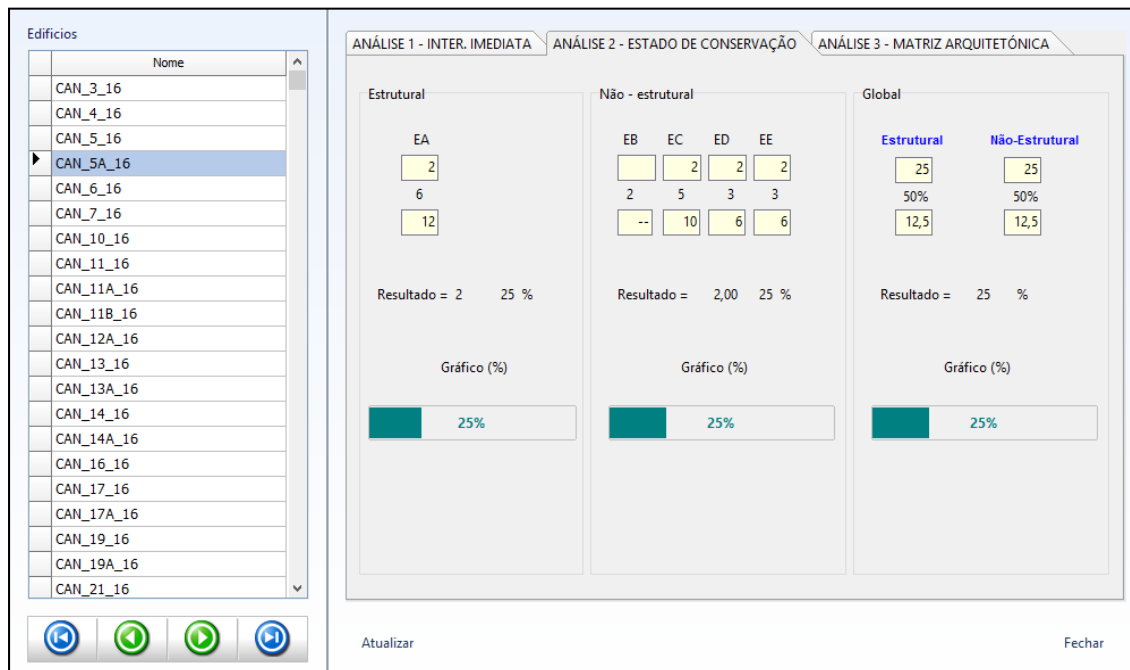 Edificios
Nome
CAN_3_16
CAN_4_16
CAN_5_16
CAN_5A_16
CAN_6_16
CAN_7_16
CAN_10_16
CAN_11_16
CAN_11A_16
CAN_11B_16
CAN_12A_16
CAN_13_16
CAN_13A_16
CAN_14_16
CAN_14A_16
CAN_16_16
CAN_17_16
CAN_17A_16
CAN_19_16
CAN_19A_16
CAN_21_16
ANÁLISE 1 - INTER. IMEDIATA ANÁLISE 2 - ESTADO DE CONSERVAÇÃO ANÁLISE 3 - MATRIZ ARQUITETÓNICA
Estrutural
EA
2
6
12
Resultado = 2 25 %
Gráfico (%)
25%
Não - estrutural
EB EC ED EE
2 2 2
2 5 3 3
-- 10 6 6
Resultado = 2,00 25 %
Gráfico (%)
25%
Global
Estrutural Não-Estrutural
25 25
50% 50%
12,5 12,5
Resultado = 25 %
Gráfico (%)
25%
Atualizar Fechar